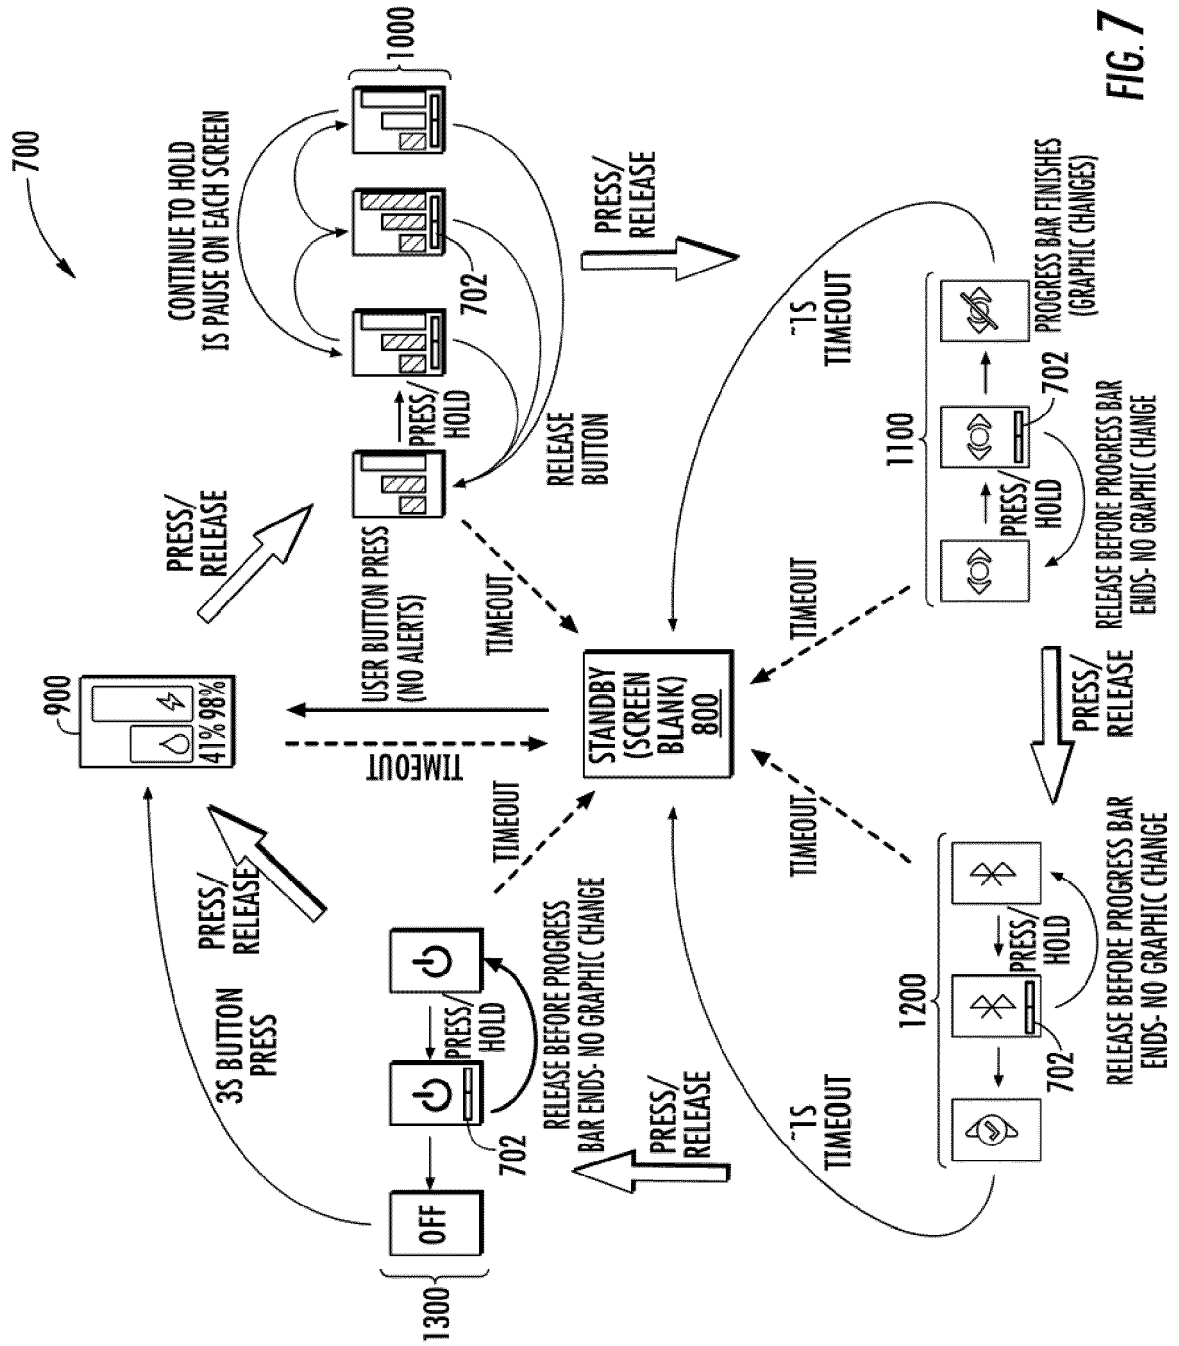 700
900
41% 98%
3S BUTTON
PRESS
PRESS/
RELEASE
PRESS/
RELEASE
CONTINUE TO HOLD
IS PAUSE ON EACH SCREEN
1300
OFF
702
PRESS/
HOLD
TIMEOUT
USER BUTTON PRESS
(NO ALERTS)
TIMEOUT
TIMEOUT
PRESS/
HOLD
702
1000
RELEASE BEFORE PROGRESS
BAR ENDS- NO GRAPHIC CHANGE
RELEASE
BUTTON
PRESS/
RELEASE
STANDBY
(SCREEN
BLANK)
800
PRESS/
RELEASE
~1S
TIMEOUT
TIMEOUT
TIMEOUT
~1S
TIMEOUT
1200
702
PRESS/
HOLD
RELEASE BEFORE PROGRESS BAR
ENDS- NO GRAPHIC CHANGE
PRESS/
RELEASE
1100
PRESS/
HOLD
702
RELEASE BEFORE PROGRESS BAR
ENDS- NO GRAPHIC CHANGE
PROGRESS BAR FINISHES
(GRAPHIC CHANGES)
FIG. 7